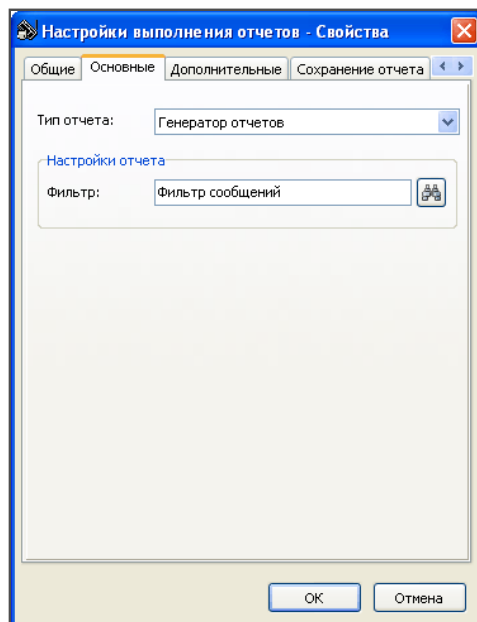 Настройки выполнения отчетов - Свойства
Общие Основные Дополнительные Сохранение отчета
Тип отчета: Генератор отчетов
Настройки отчета
Фильтр: Фильтр сообщений
ОК Отмена